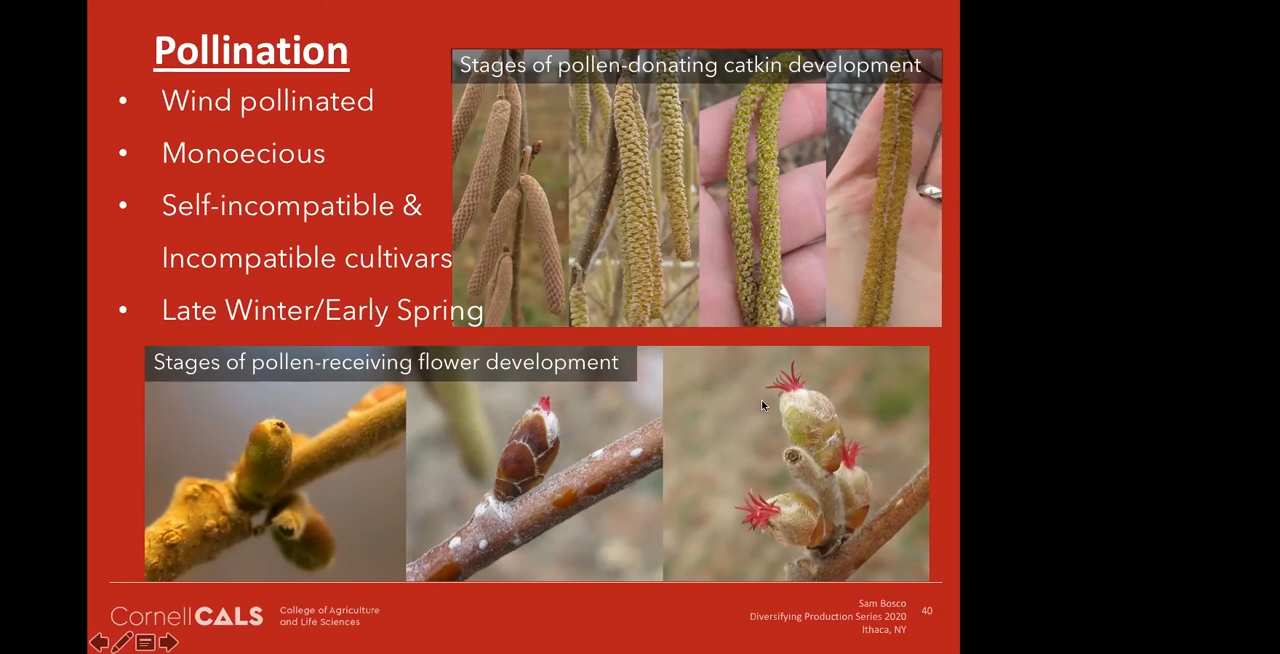 Pollination
• Wind pollinated
• Monoecious
• Self-incompatible &
Incompatible cultivars
• Late Winter/Early Spring
Stages of pollen-donating catkin development
Stages of pollen-receiving flower development
CornellCALS
College of Agriculture
and Life Sciences
Sam Bosco
Diversifying Production Series 2020
Ithaca, NY
40